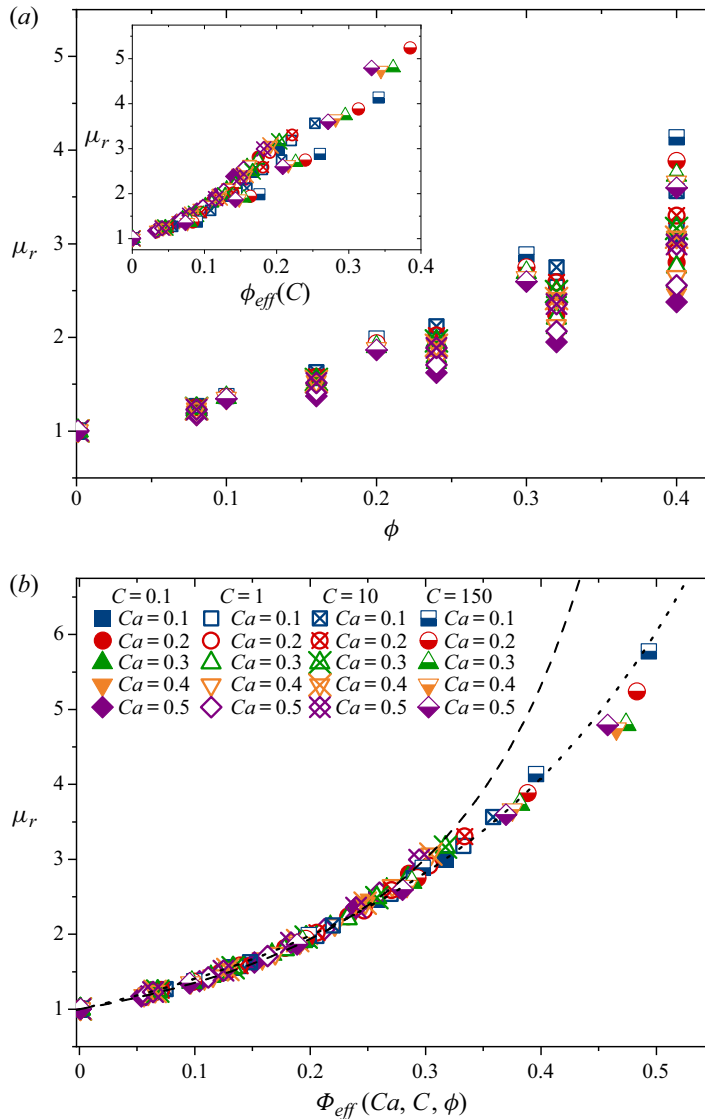 (a)
5
4
3
2
1
μr
0
0.1
0.2
0.3
0.4
ϕ
5
4
3
2
1
μr
0
0.1
0.2
0.3
0.4
ϕeff(C)
(b)
6
5
4
3
2
1
μr
C = 0.1 C = 1 C = 10 C = 150
Ca = 0.1 Ca = 0.1 Ca = 0.1 Ca = 0.1
Ca = 0.2 Ca = 0.2 Ca = 0.2 Ca = 0.2
Ca = 0.3 Ca = 0.3 Ca = 0.3 Ca = 0.3
Ca = 0.4 Ca = 0.4 Ca = 0.4 Ca = 0.4
Ca = 0.5 Ca = 0.5 Ca = 0.5 Ca = 0.5
0
0.1
0.2
0.3
0.4
0.5
Φeff (Ca, C, ϕ)